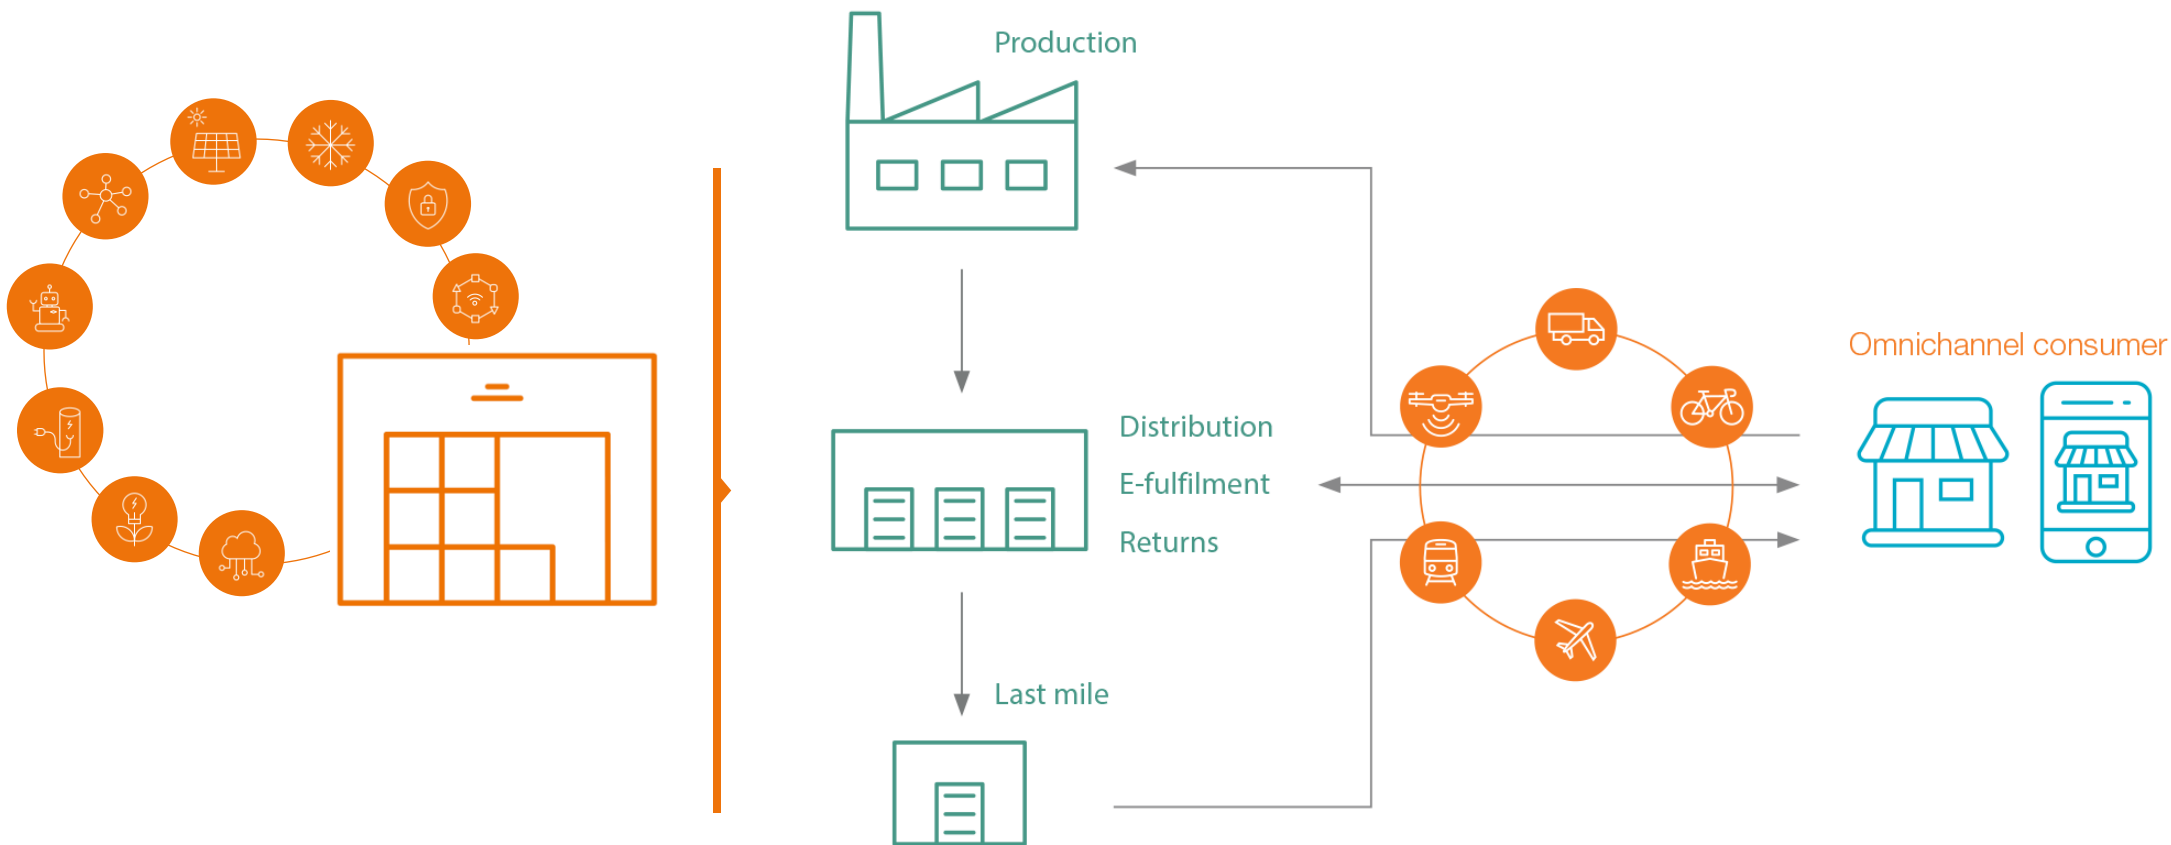 Production
Omnichannel consumer
Distribution
E-fulfilment
Returns
Last mile